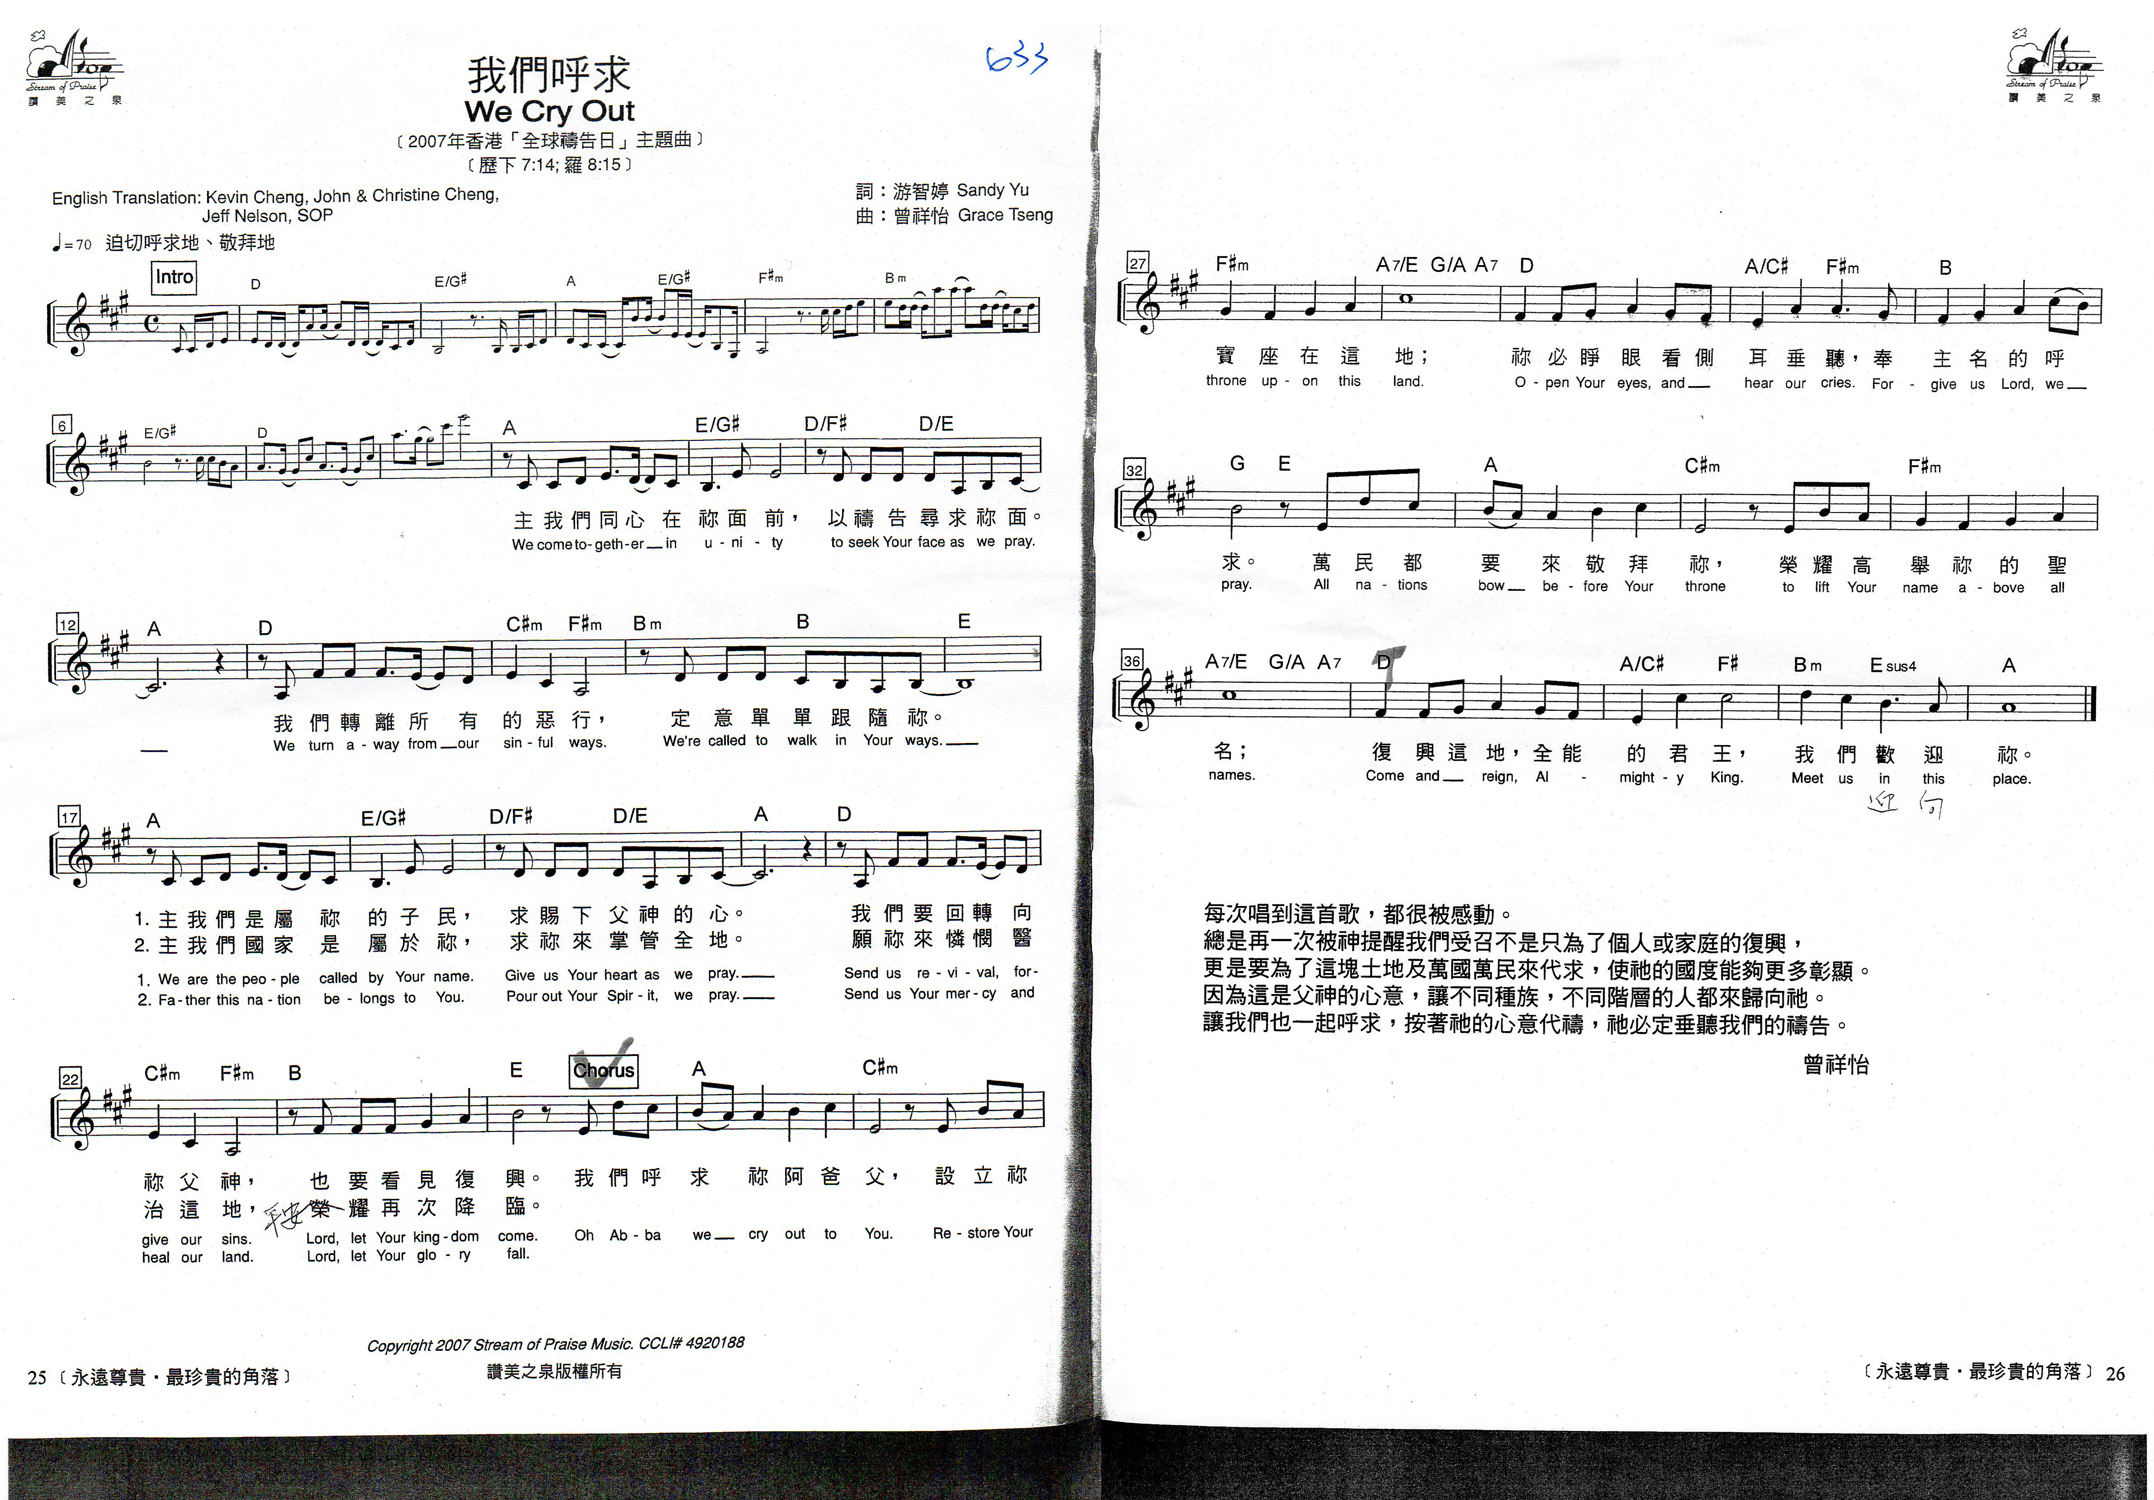 Stream of Praise
讚美之泉
633
我們呼求
We Cry Out
﹝2007年香港「全球禱告日」主題曲﹞
﹝歷下 7:14; 羅 8:15﹞
English Translation: Kevin Cheng, John & Christine Cheng,
Jeff Nelson, SOP
詞：游智婷 Sandy Yu
曲：曾祥怡 Grace Tseng
♩=70 迫切呼求地、敬拜地
Intro
D E/G# A E/G# F#m Bm
6
E/G# D A E/G# D/F# D/E
主我們同心在祢面前， 以禱告尋求祢面。
We come to-geth-er__in u-ni-ty to seek Your face as we pray.
12
A D C#m F#m Bm B E
我們轉離所有的惡行， 定意單單跟隨祢。
__ We turn a-way from__our sin-ful ways. We're called to walk in Your ways.__
17
A E/G# D/F# D/E A D
1. 主我們是屬祢的子民， 求賜下父神的心。 我們要回轉向
2. 主我們國家是屬於祢， 求祢來掌管全地。 願祢來憐憫醫
1. We are the peo-ple called by Your name. Give us Your heart as we pray.__ Send us re-vi-val, for-
2. Fa-ther this na-tion be-longs to You. Pour out Your Spir-it, we pray.__ Send us Your mer-cy and
22
C#m F#m B E Chorus A C#m
祢父神， 也要看見復興。 我們呼求祢阿爸父， 設立祢
治這地， 平安 榮耀再次降臨。
give our sins. Lord, let Your king-dom come. Oh Ab-ba we__ cry out to You. Re-store Your
heal our land. Lord, let Your glo-ry fall.
Copyright 2007 Stream of Praise Music. CCLI# 4920188
讚美之泉版權所有
25﹝永遠尊貴・最珍貴的角落﹞
Stream of Praise
讚美之泉
27
F#m A7/E G/A A7 D A/C# F#m B
寶座在這地； 祢必睜眼看側耳垂聽，奉主名的呼
throne up-on this land. O-pen Your eyes, and__ hear our cries. For-give us Lord, we__
32
G E A C#m F#m
求。 萬民都要來敬拜祢， 榮耀高舉祢的聖
pray. All na-tions bow__ be-fore Your throne to lift Your name a-bove all
36
A7/E G/A A7 D A/C# F# Bm Esus4 A
名； 復興這地，全能的君王， 我們歡迎祢。
names. Come and__ reign, Al-might-y King. Meet us in this place.
迎向
每次唱到這首歌，都很被感動。
總是再一次被神提醒我們受召不是只為了個人或家庭的復興，
更是要為了這塊土地及萬國萬民來代求，使祂的國度能夠更多彰顯。
因為這是父神的心意，讓不同種族，不同階層的人都來歸向祂。
讓我們也一起呼求，按著祂的心意代禱，祂必定垂聽我們的禱告。
曾祥怡
﹝永遠尊貴・最珍貴的角落﹞26